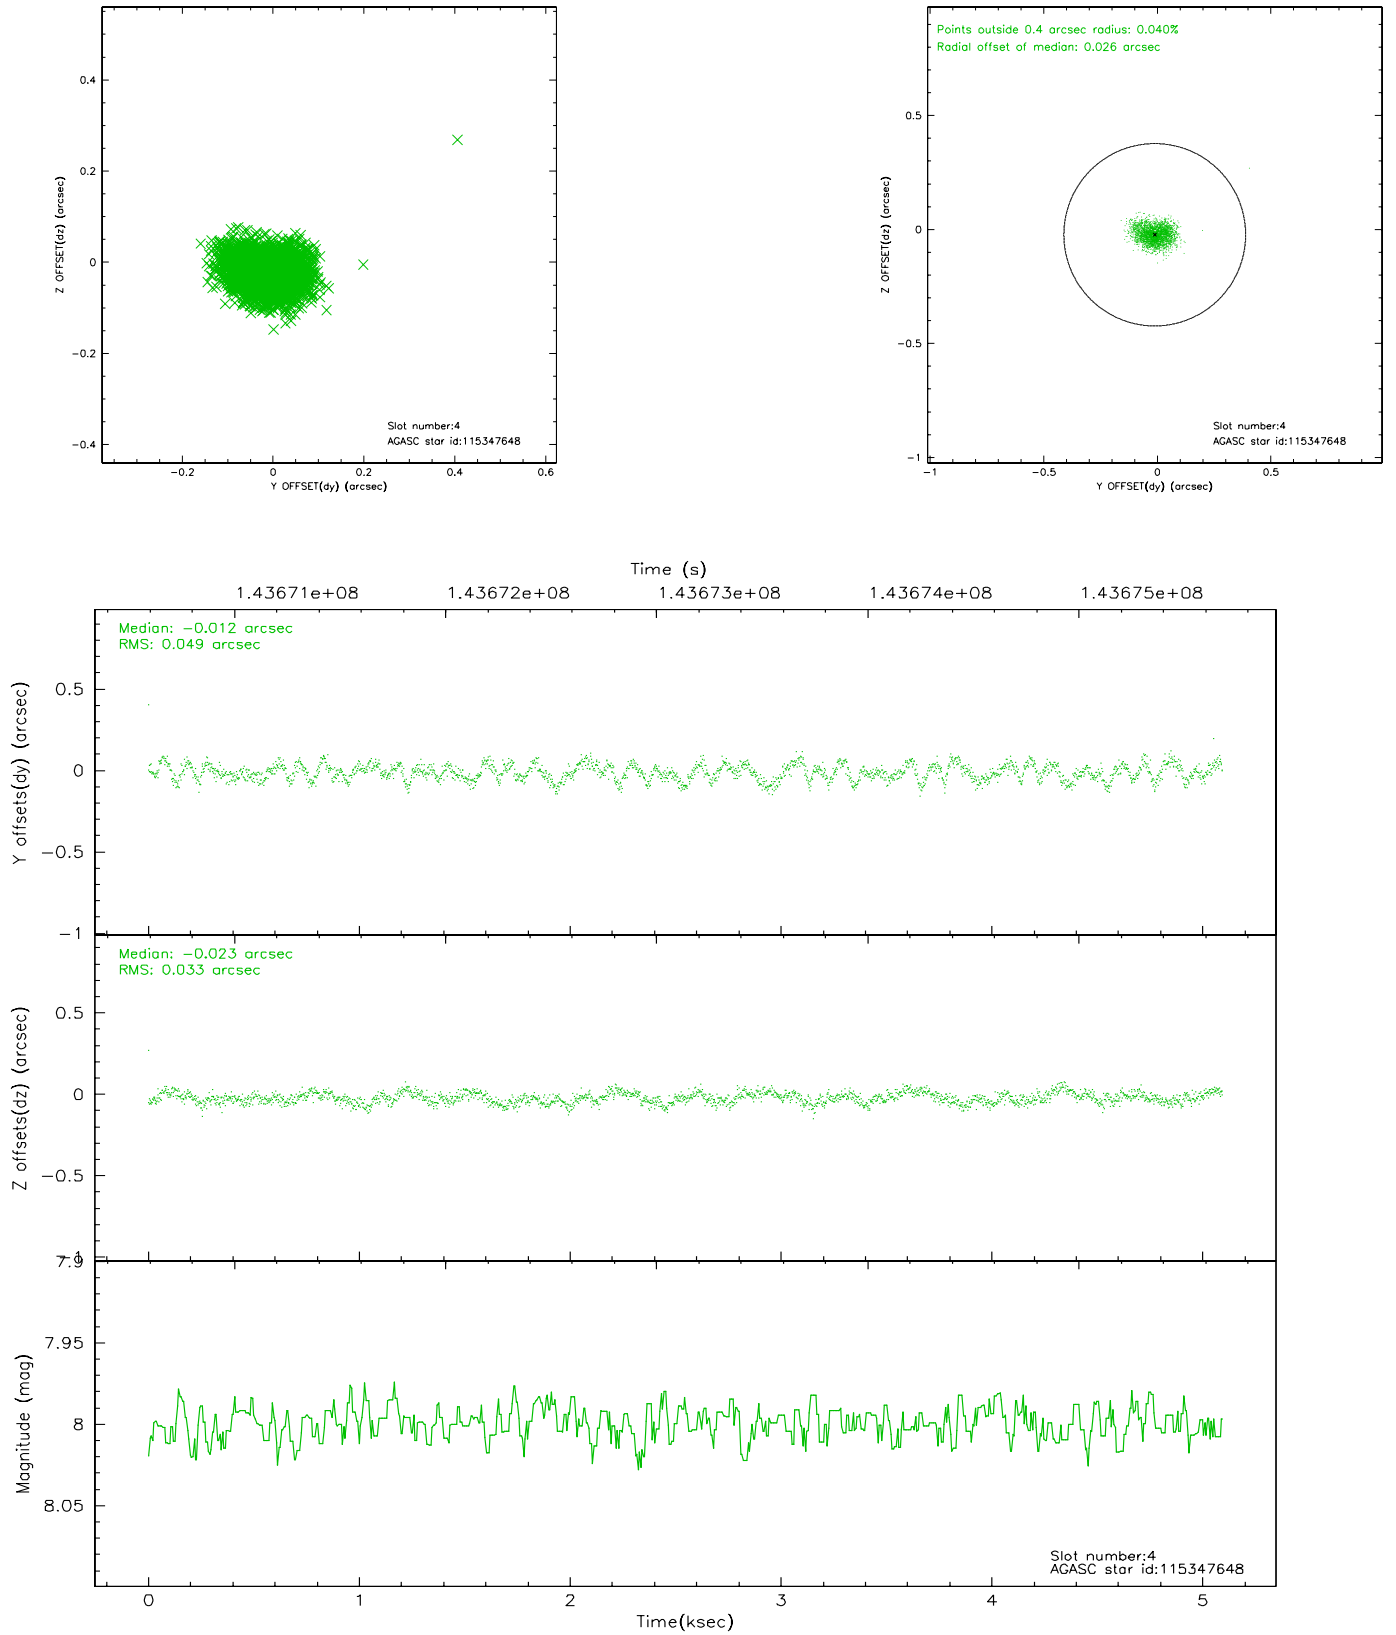 0.4
0.2
0
−0.2
−0.4
Z OFFSET(dz) (arcsec)
Slot number:4
AGASC star id:115347648
−0.2 0 0.2 0.4 0.6
Y OFFSET(dy) (arcsec)
Points outside 0.4 arcsec radius: 0.040%
Radial offset of median: 0.026 arcsec
0.5
0
−0.5
−1
Z OFFSET(dz) (arcsec)
Slot number:4
AGASC star id:115347648
−1 −0.5 0 0.5
Y OFFSET(dy) (arcsec)
Time (s)
1.43671e+08 1.43672e+08 1.43673e+08 1.43674e+08 1.43675e+08
Median: −0.012 arcsec
RMS: 0.049 arcsec
0.5
0
−0.5
−1
Y offsets(dy) (arcsec)
Median: −0.023 arcsec
RMS: 0.033 arcsec
0.5
0
−0.5
−1
Z offsets(dz) (arcsec)
7.9
7.95
8
8.05
Magnitude (mag)
Slot number:4
AGASC star id:115347648
0 1 2 3 4 5
Time(ksec)